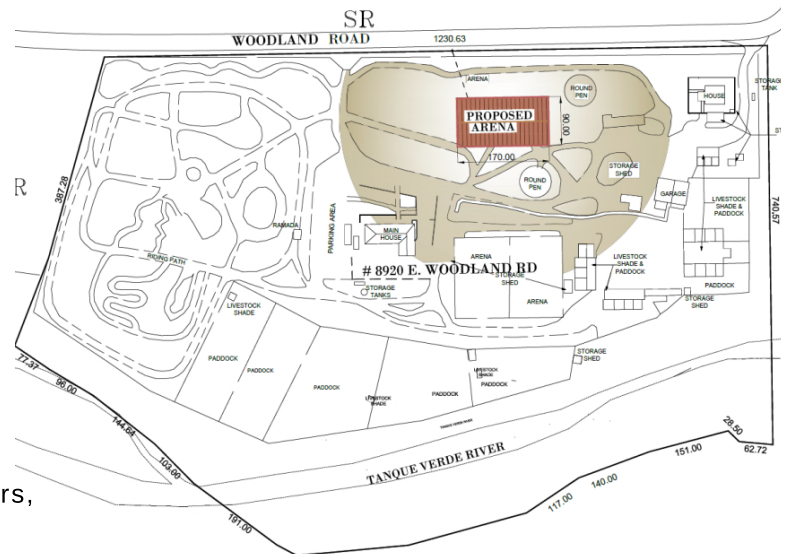 SR
WOODLAND ROAD 1230.63
ARENA
ROUND
PEN
HOUSE
STORAGE
TANK
PROPOSED
ARENA
90.00
170.00
387.28
R
ROUND
PEN
STORAGE
SHED
GARAGE
LIVESTOCK
SHADE &
PADDOCK
740.57
RAMADA
PARKING AREA
MAIN
HOUSE
RIDING PATH
ARENA
# 8920 E. WOODLAND RD
STORAGE
SHED
LIVESTOCK
SHADE &
PADDOCK
STORAGE
TANKS
ARENA
PADDOCK
STORAGE
SHED
LIVESTOCK
SHADE
PADDOCK
PADDOCK
PADDOCK
PADDOCK
PADDOCK
LIVESTOCK
SHADE
LIVESTOCK
SHADE
STORAGE
SHED
TANQUE VERDE RIVER
TANQUE VERDE RIVER
77.37
96.00
144.64
103.00
191.00
117.00
140.00
151.00
28.50
62.72
rs,